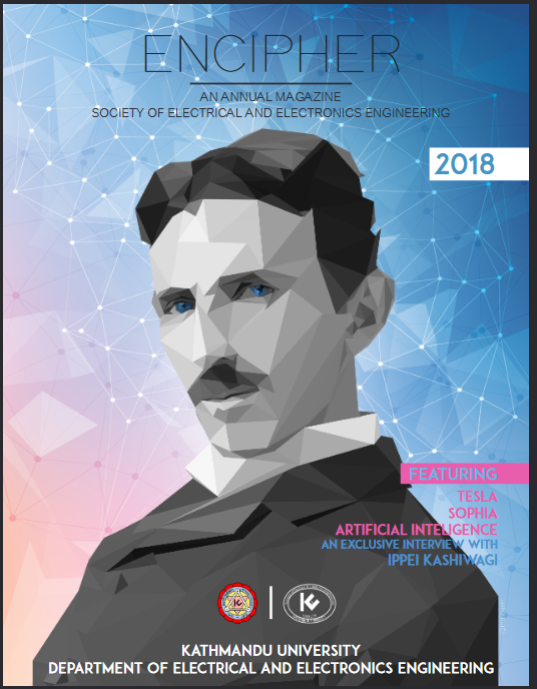 ENCIPHER
AN ANNUAL MAGAZINE
SOCIETY OF ELECTRICAL AND ELECTRONICS ENGINEERING
2018
FEATURING
TESLA
SOPHIA
ARTIFICIAL INTELIGENCE
AN EXCLUSIVE INTERVIEW WITH
IPPEI KASHIWAGI
KATHMANDU UNIVERSITY
DEPARTMENT OF ELECTRICAL AND ELECTRONICS ENGINEERING